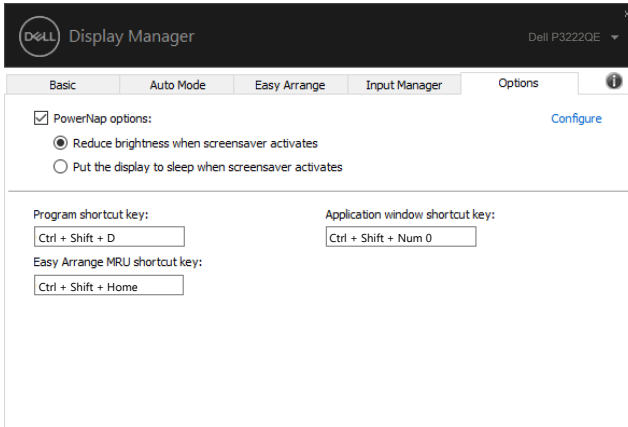 DELL Display Manager
Dell P3222QE
Basic Auto Mode Easy Arrange Input Manager Options
PowerNap options:
Configure
Reduce brightness when screensaver activates
Put the display to sleep when screensaver activates
Program shortcut key:
Application window shortcut key:
Ctrl + Shift + D
Ctrl + Shift + Num 0
Easy Arrange MRU shortcut key:
Ctrl + Shift + Home